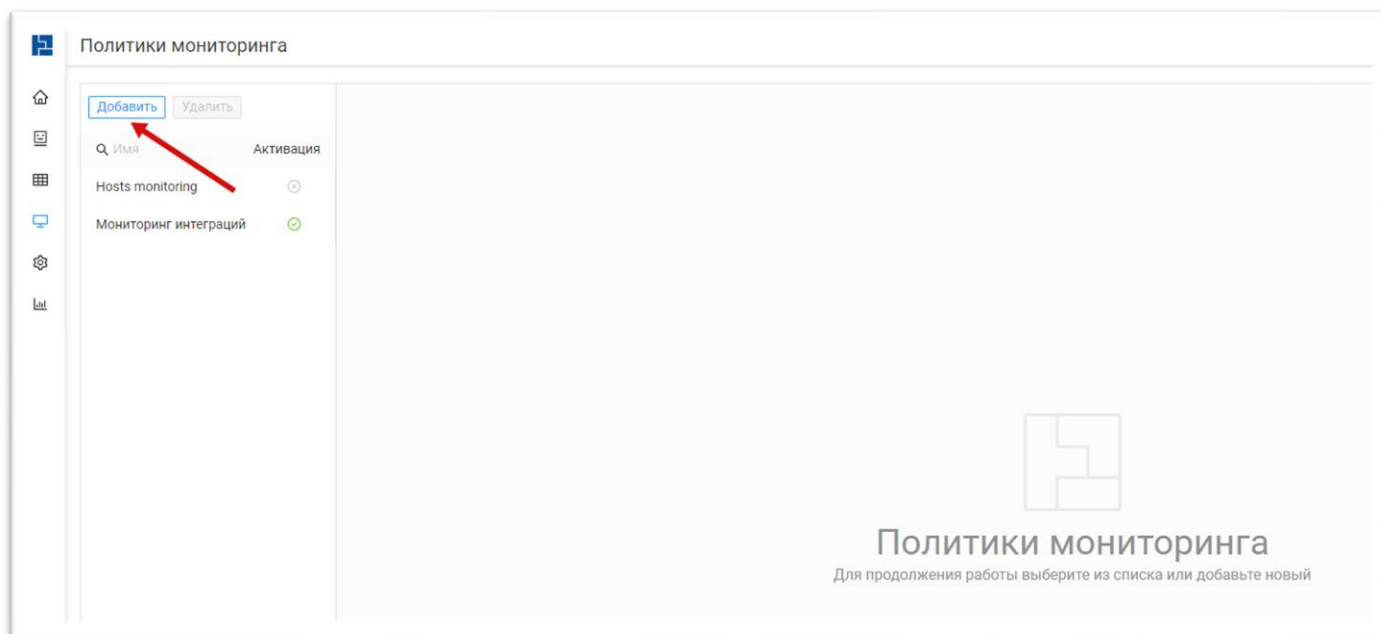 Политики мониторинга
Добавить Удалить
Имя Активация
Hosts monitoring
Мониторинг интеграций
Политики мониторинга
Для продолжения работы выберите из списка или добавьте новый